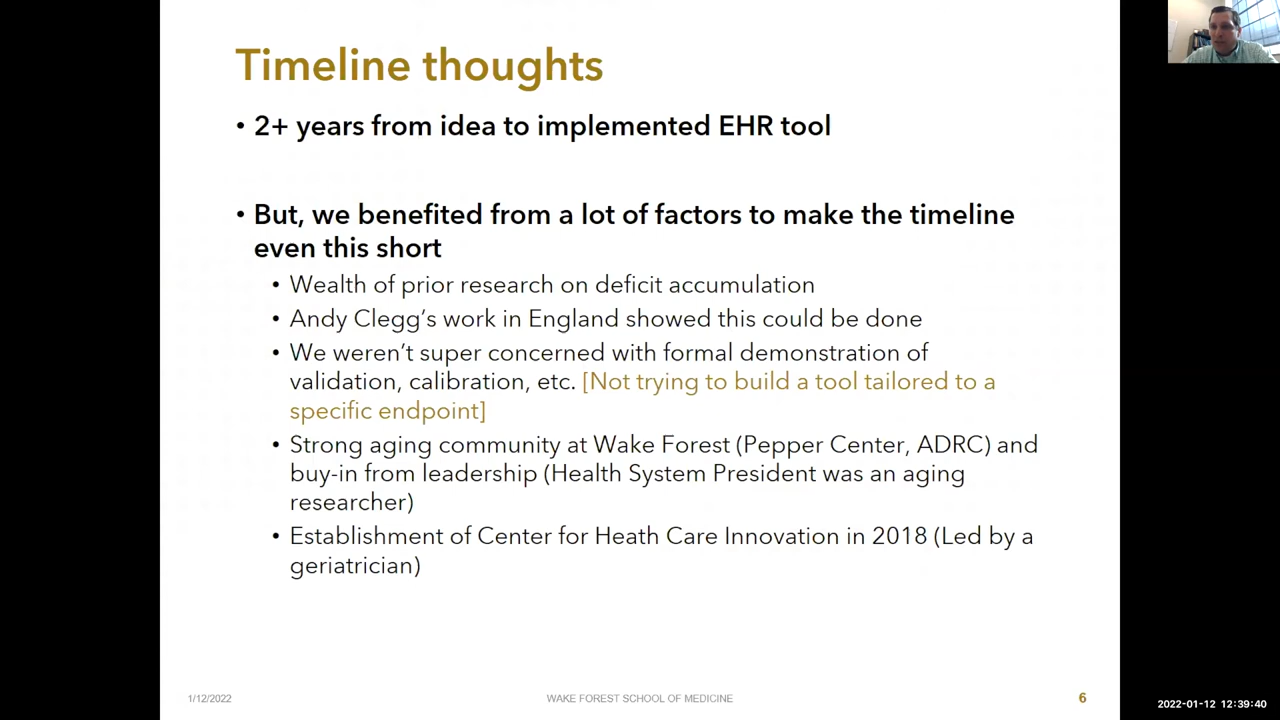 Timeline thoughts
• 2+ years from idea to implemented EHR tool
• But, we benefited from a lot of factors to make the timeline
even this short
• Wealth of prior research on deficit accumulation
• Andy Clegg's work in England showed this could be done
• We weren't super concerned with formal demonstration of
validation, calibration, etc. [Not trying to build a tool tailored to a
specific endpoint]
• Strong aging community at Wake Forest (Pepper Center, ADRC) and
buy-in from leadership (Health System President was an aging
researcher)
• Establishment of Center for Heath Care Innovation in 2018 (Led by a
geriatrician)
1/12/2022
WAKE FOREST SCHOOL OF MEDICINE
6
2022-01-12 12:39:40